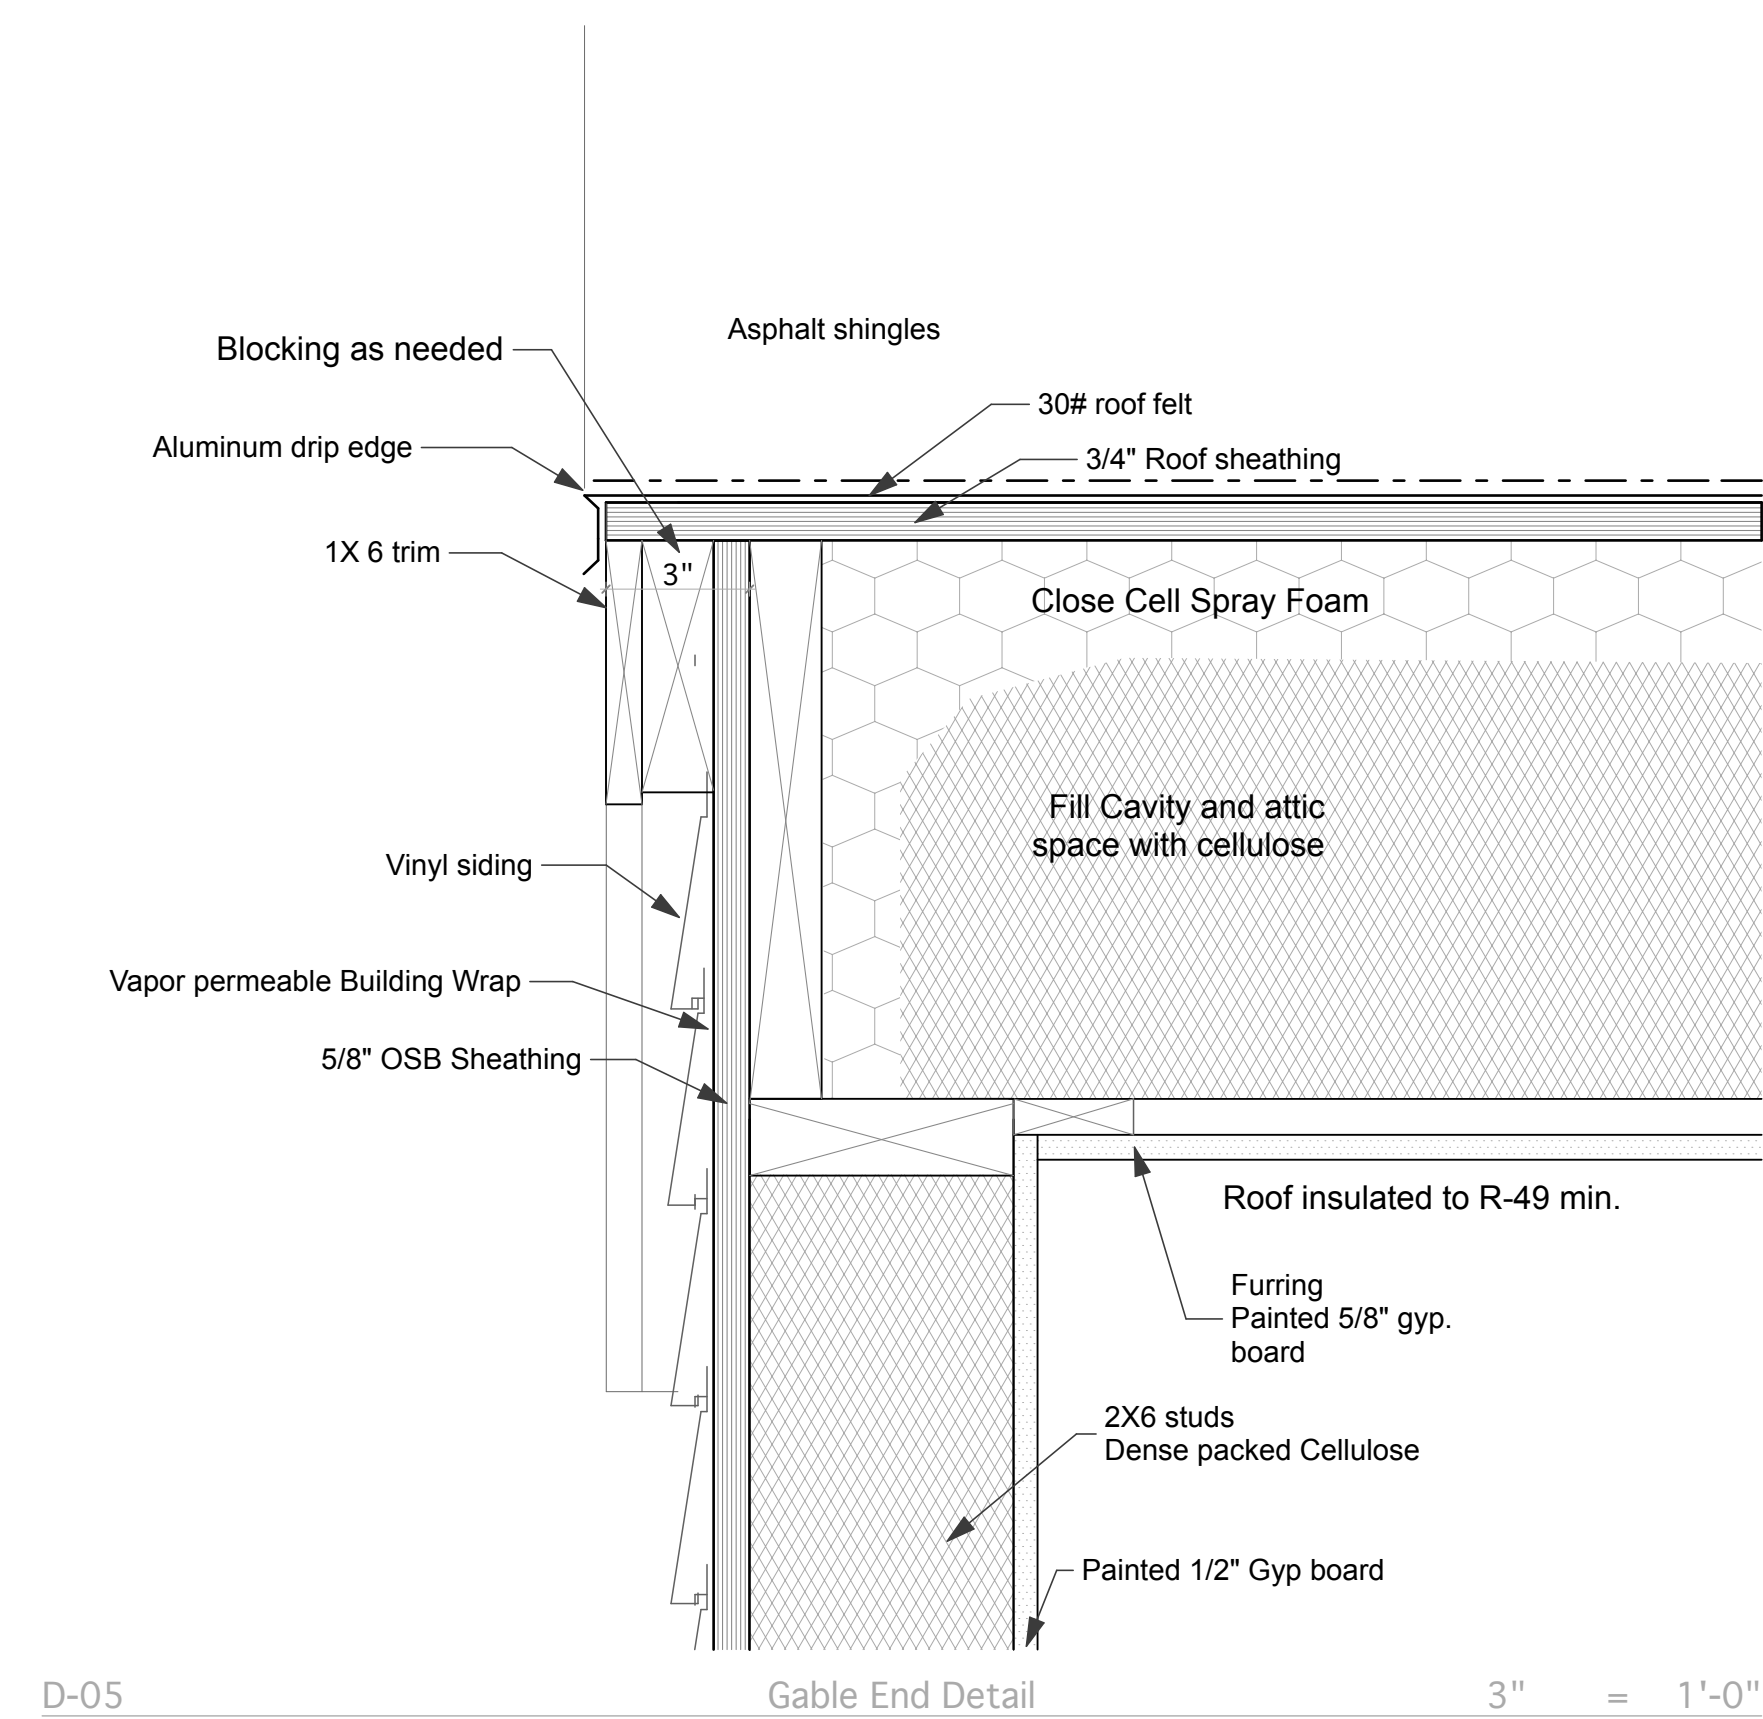 Asphalt shingles
Blocking as needed
30# roof felt
Aluminum drip edge
3/4" Roof sheathing
1X 6 trim
3"
Close Cell Spray Foam
Fill Cavity and attic
space with cellulose
Vinyl siding
Vapor permeable Building Wrap
5/8" OSB Sheathing
Roof insulated to R-49 min.
Furring
Painted 5/8" gyp.
board
2X6 studs
Dense packed Cellulose
Painted 1/2" Gyp board
D-05 Gable End Detail 3" = 1'-0"